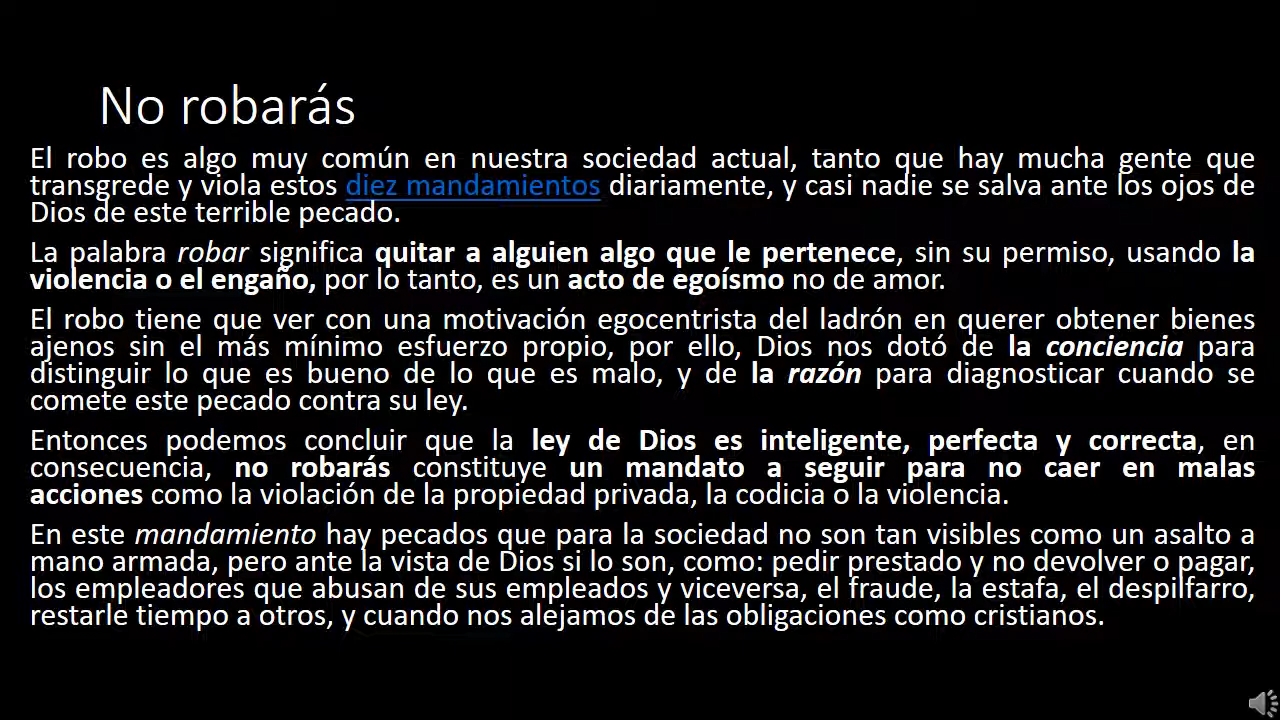 No robarás
El robo es algo muy común en nuestra sociedad actual, tanto que hay mucha gente que
transgrede y viola estos diez mandamientos diariamente, y casi nadie se salva ante los ojos de
Dios de este terrible pecado.
La palabra robar significa quitar a alguien algo que le pertenece, sin su permiso, usando la
violencia o el engaño, por lo tanto, es un acto de egoísmo no de amor.
El robo tiene que ver con una motivación egocentrista del ladrón en querer obtener bienes
ajenos sin el más mínimo esfuerzo propio, por ello, Dios nos dotó de la conciencia para
distinguir lo que es bueno de lo que es malo, y de la razón para diagnosticar cuando se
comete este pecado contra su ley.
Entonces podemos concluir que la ley de Dios es inteligente, perfecta y correcta, en
consecuencia, no robarás constituye un mandato a seguir para no caer en malas
acciones como la violación de la propiedad privada, la codicia o la violencia.
En este mandamiento hay pecados que para la sociedad no son tan visibles como un asalto a
mano armada, pero ante la vista de Dios si lo son, como: pedir prestado y no devolver o pagar,
los empleadores que abusan de sus empleados y viceversa, el fraude, la estafa, el despilfarro,
restarle tiempo a otros, y cuando nos alejamos de las obligaciones como cristianos.